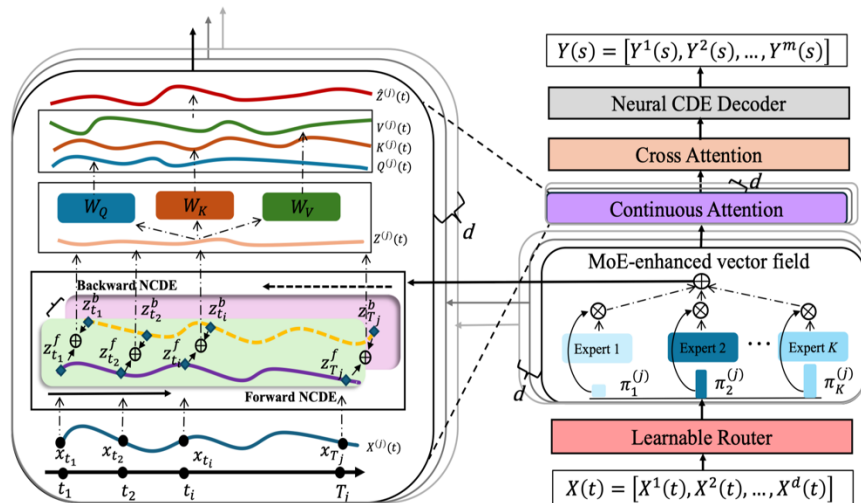 Ẑ⁽ʲ⁾(t)
V⁽ʲ⁾(t)
K⁽ʲ⁾(t)
Q⁽ʲ⁾(t)
W_Q W_K W_V
Z⁽ʲ⁾(t)
d
Backward NCDE
z^b_{t_1} z^b_{t_2} z^b_{t_i} z^b_{T_j}
z^f_{t_1} z^f_{t_2} z^f_{t_i} z^f_{T_j}
Forward NCDE
x_{t_1} x_{t_2} x_{t_i} x_{T_j} X⁽ʲ⁾(t)
t_1 t_2 t_i T_j
Y(s) = [Y^1(s), Y^2(s), …, Y^m(s)]
Neural CDE Decoder
Cross Attention
d
Continuous Attention
MoE-enhanced vector field
⊕
⊗ ⊗ ⊗
Expert 1 Expert 2 ··· Expert K
π_1^{(j)} π_2^{(j)} π_K^{(j)}
d
Learnable Router
X(t) = [X^1(t), X^2(t), …, X^d(t)]